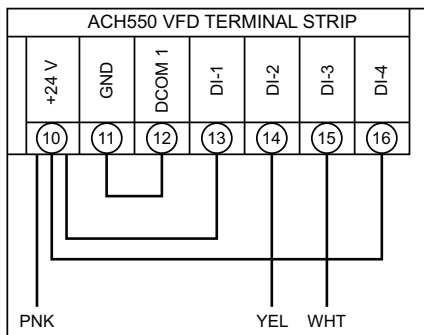 ACH550 VFD TERMINAL STRIP
+24 V GND DCOM 1 DI-1 DI-2 DI-3 DI-4
10 11 12 13 14 15 16
PNK YEL WHT